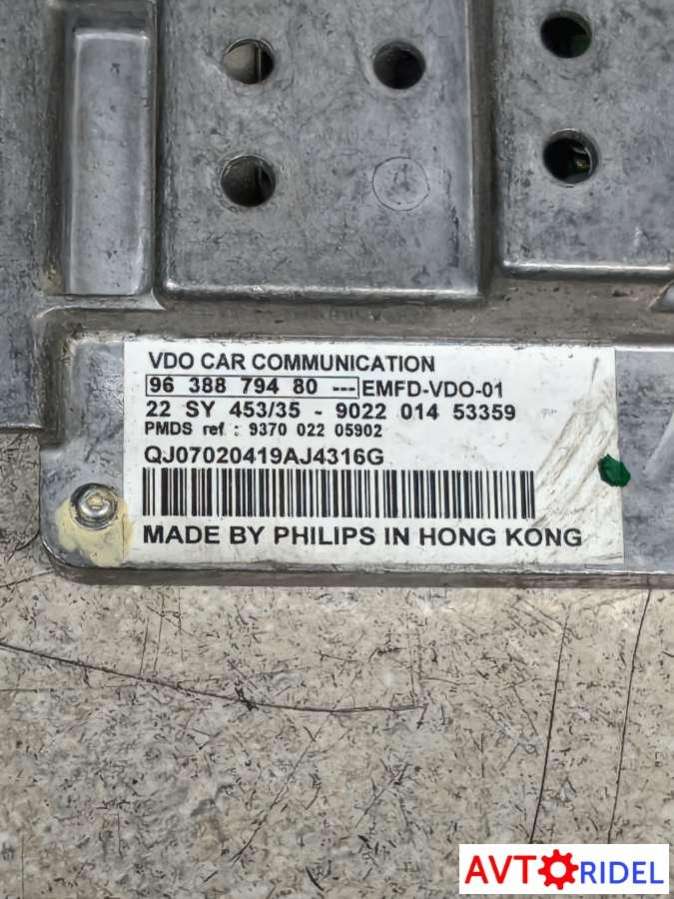 VDO CAR COMMUNICATION
96 388 794 80 --- EMFD-VDO-01
22 SY 453/35 - 9022 014 53359
PMDS ref : 9370 022 05902
QJ07020419AJ4316G
MADE BY PHILIPS IN HONG KONG
AVTORIDEL